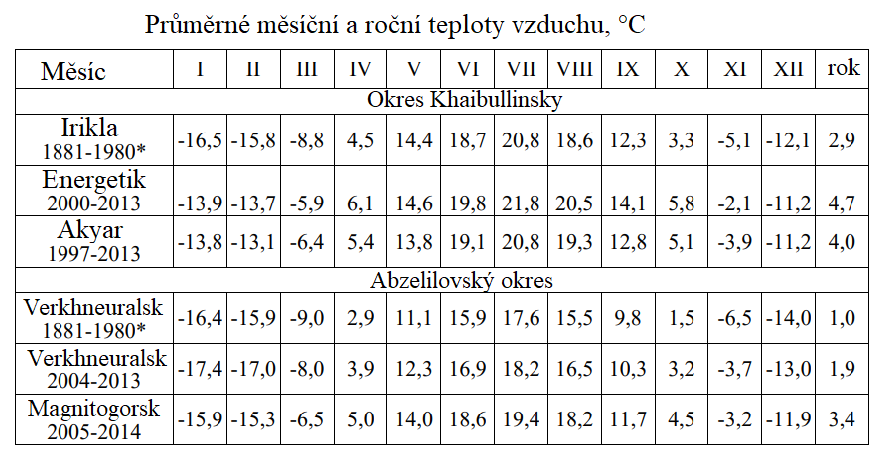 Průměrné měsíční a roční teploty vzduchu, °C
Měsíc I II III IV V VI VII VIII IX X XI XII rok
Okres Khaibullinsky
Irikla
1881-1980* -16,5 -15,8 -8,8 4,5 14,4 18,7 20,8 18,6 12,3 3,3 -5,1 -12,1 2,9
Energetik
2000-2013 -13,9 -13,7 -5,9 6,1 14,6 19,8 21,8 20,5 14,1 5,8 -2,1 -11,2 4,7
Akyar
1997-2013 -13,8 -13,1 -6,4 5,4 13,8 19,1 20,8 19,3 12,8 5,1 -3,9 -11,2 4,0
Abzelilovský okres
Verkhneuralsk
1881-1980* -16,4 -15,9 -9,0 2,9 11,1 15,9 17,6 15,5 9,8 1,5 -6,5 -14,0 1,0
Verkhneuralsk
2004-2013 -17,4 -17,0 -8,0 3,9 12,3 16,9 18,2 16,5 10,3 3,2 -3,7 -13,0 1,9
Magnitogorsk
2005-2014 -15,9 -15,3 -6,5 5,0 14,0 18,6 19,4 18,2 11,7 4,5 -3,2 -11,9 3,4